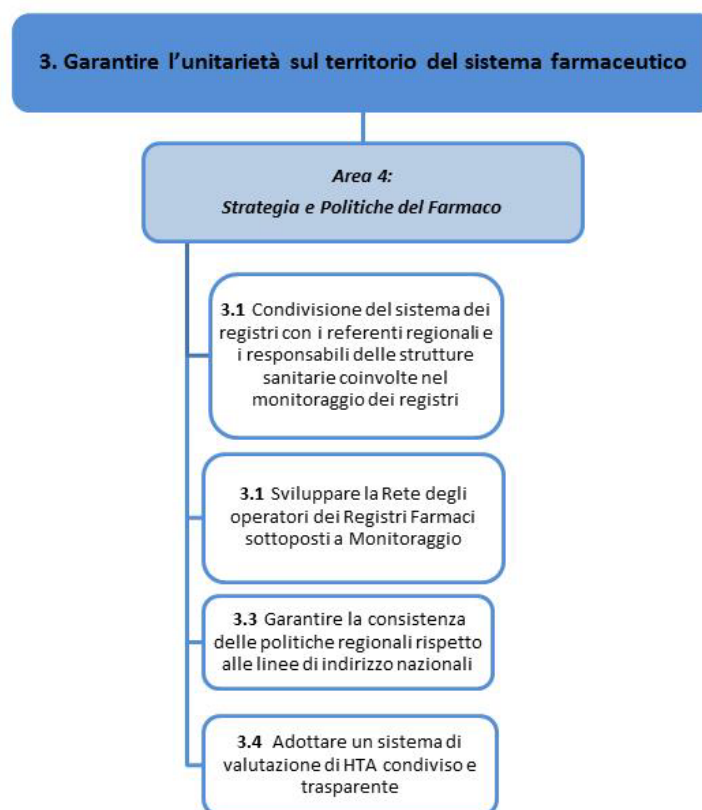 3. Garantire l'unitarietà sul territorio del sistema farmaceutico
Area 4:
Strategia e Politiche del Farmaco
3.1 Condivisione del sistema dei
registri con i referenti regionali e
i responsabili delle strutture
sanitarie coinvolte nel
monitoraggio dei registri
3.1 Sviluppare la Rete degli
operatori dei Registri Farmaci
sottoposti a Monitoraggio
3.3 Garantire la consistenza
delle politiche regionali rispetto
alle linee di indirizzo nazionali
3.4 Adottare un sistema di
valutazione di HTA condiviso e
trasparente